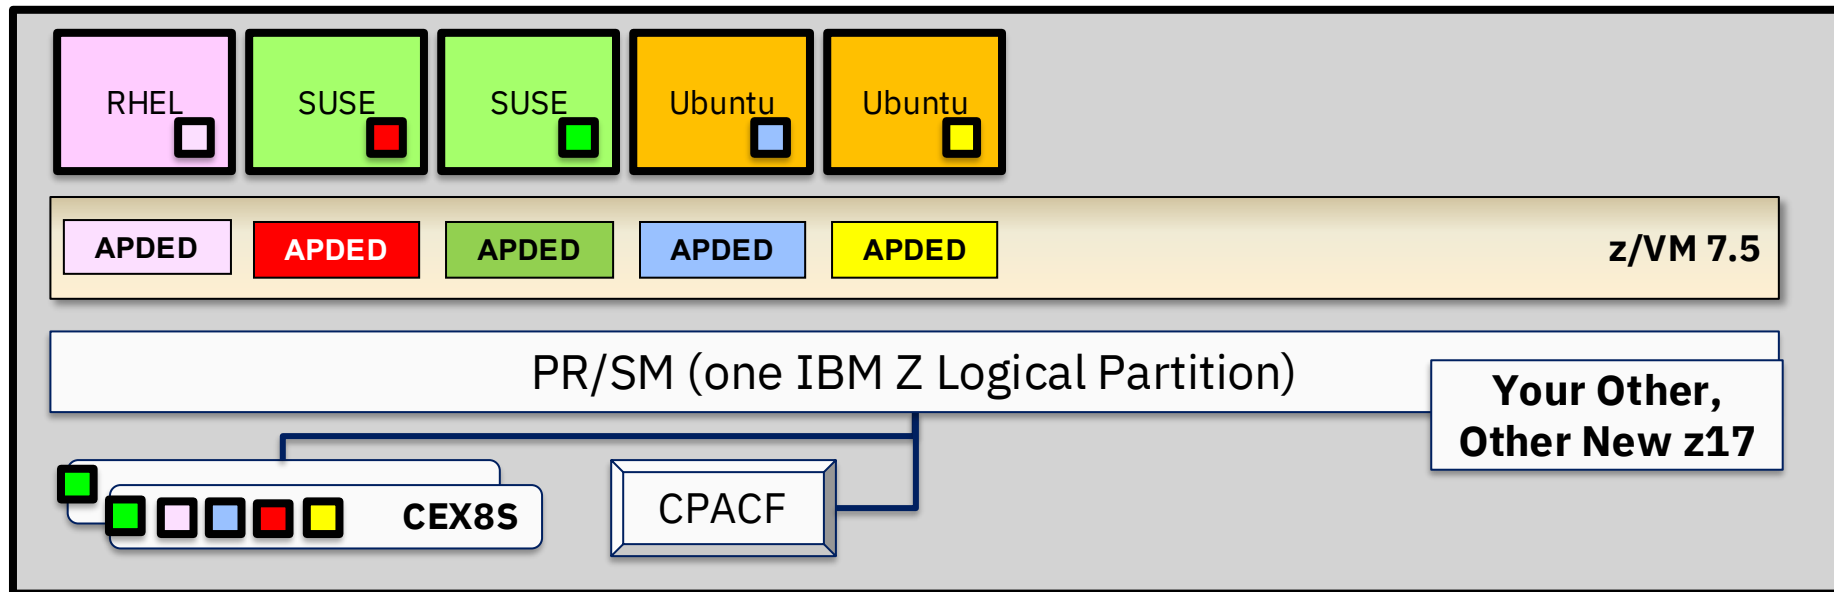 RHEL
SUSE
SUSE
Ubuntu
Ubuntu
APDED
APDED
APDED
APDED
APDED
z/VM 7.5
PR/SM (one IBM Z Logical Partition)
Your Other,
Other New z17
CEX8S
CPACF